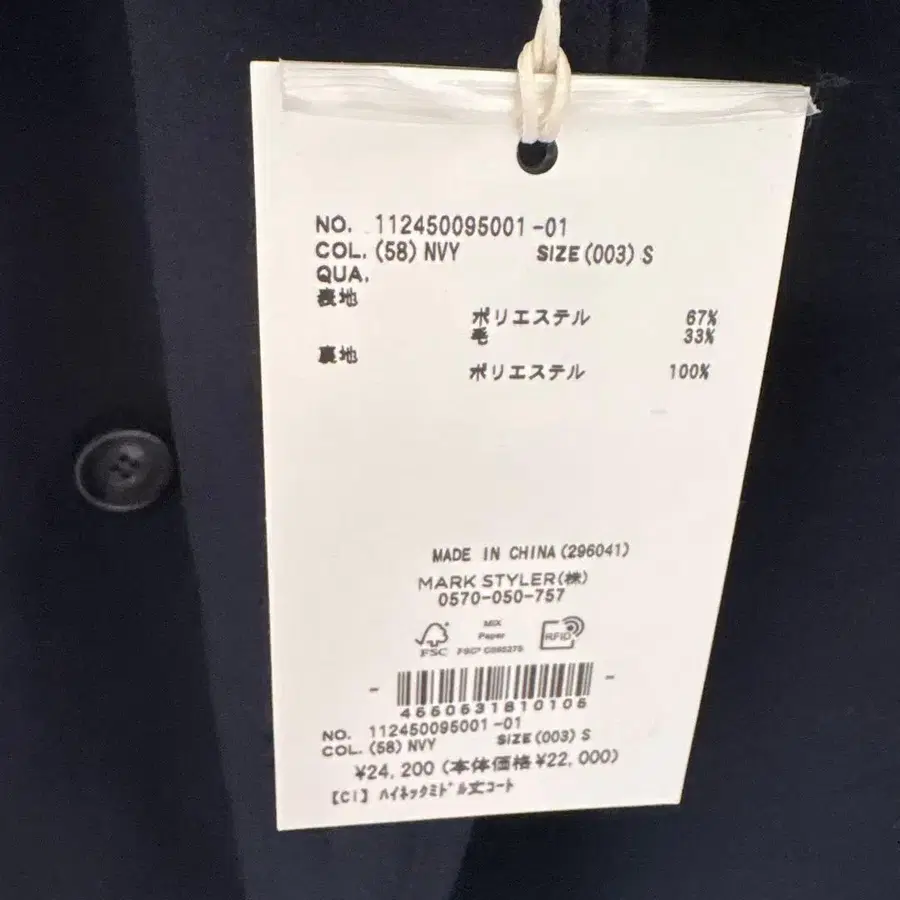 NO. 112450095001-01
COL. (58) NVY SIZE (003) S
QUA.
表地
ポリエステル 67%
毛 33%
裏地
ポリエステル 100%
MADE IN CHINA (296041)
MARK STYLER(株)
0570-050-757
FSC MIX Paper FSC® RFID
4550531810106
NO. 112450095001-01
COL. (58) NVY SIZE (003) S
¥24,200 (本体価格¥22,000)
【CI】 ハイネックミドル丈コート